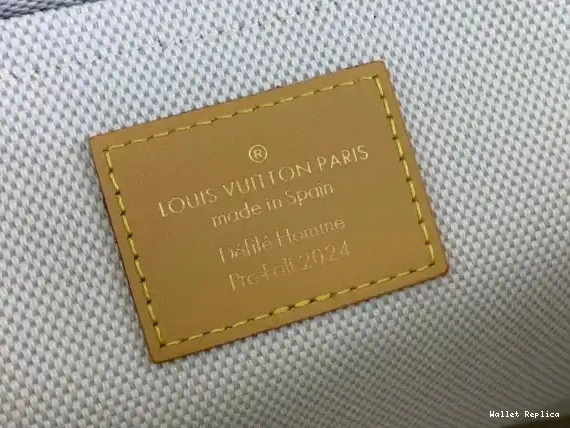 ®
LOUIS VUITTON PARIS
made in Spain
Défilé Homme
Pre-Fall 2024
Wallet Replica